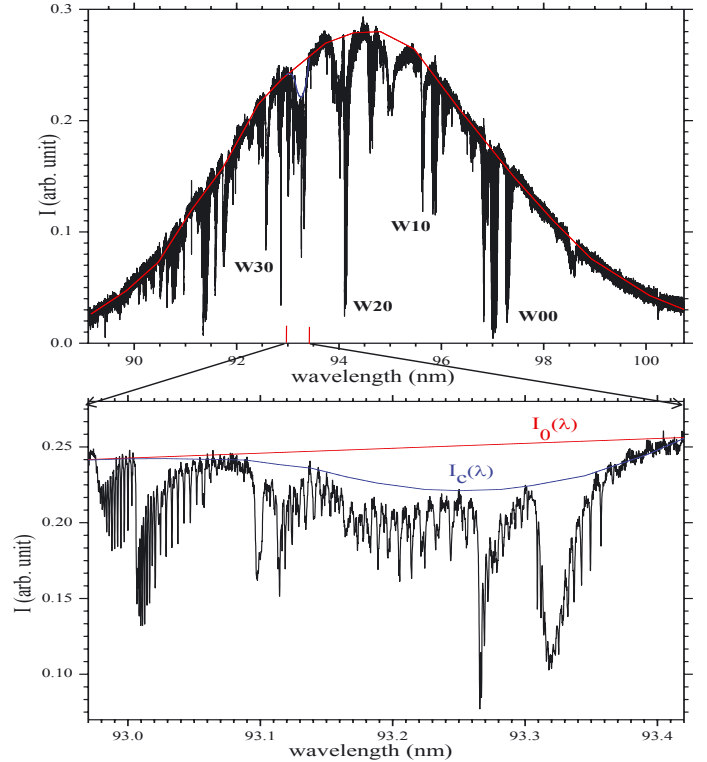 0.3
0.2
0.1
0.0
I (arb. unit)
W30
W20
W10
W00
90 92 94 96 98 100
wavelength (nm)
I0(λ)
Ic(λ)
0.25
0.20
0.15
0.10
I (arb. unit)
93.0 93.1 93.2 93.3 93.4
wavelength (nm)